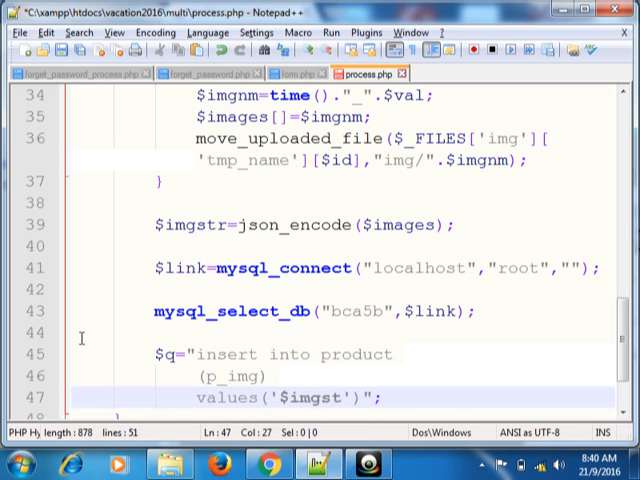 *C:\xampp\htdocs\vacation2016\multi\process.php - Notepad++
File Edit Search View Encoding Language Settings Macro Run Plugins Window ?
forget_password_process.php forget_password.php form.php process.php
34 $imgnm=time()."_".$val;
35 $images[]=$imgnm;
36 move_uploaded_file($_FILES['img'][
'tmp_name'][$id],"img/".$imgnm);
37 }
38
39 $imgstr=json_encode($images);
40
41 $link=mysql_connect("localhost","root","");
42
43 mysql_select_db("bca5b",$link);
44
45 $q="insert into product
46 (p_img)
47 values('$imgst')";
48 }
PHP Hy length : 878 lines : 51 Ln : 47 Col : 27 Sel : 0 | 0 Dos\Windows ANSI as UTF-8 INS
8:40 AM
21/9/2016